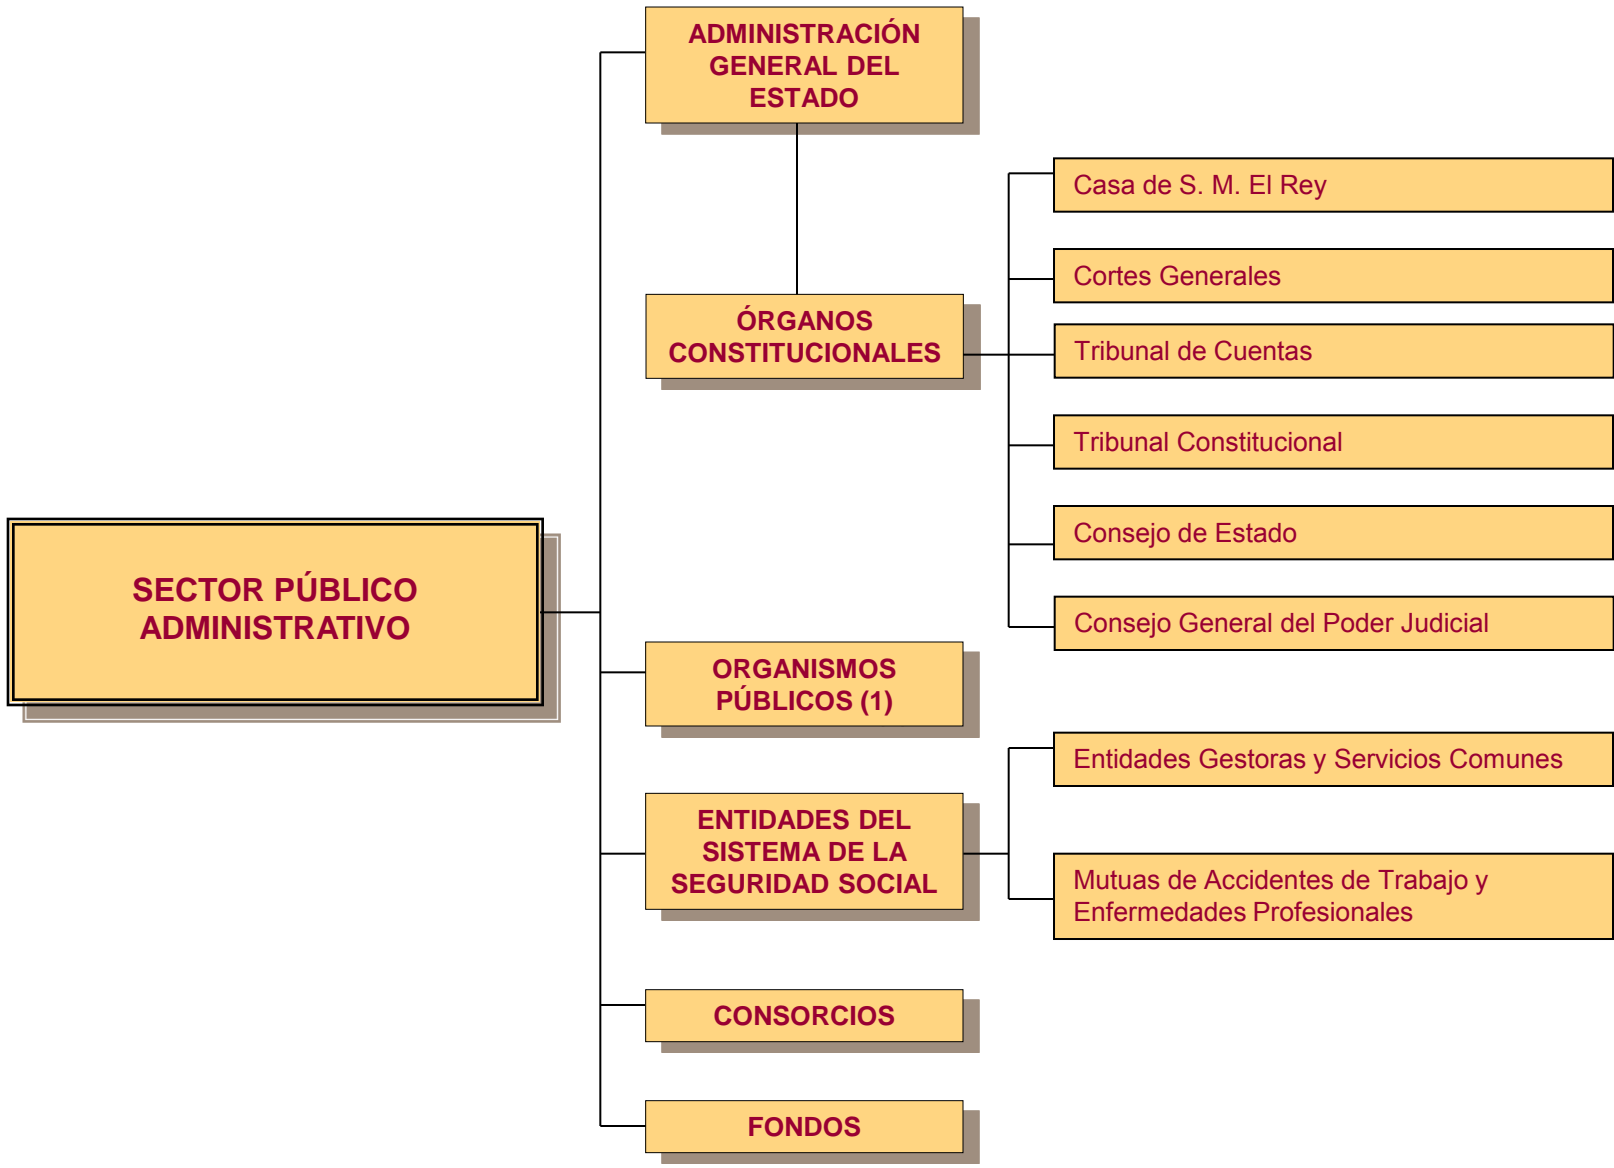 ADMINISTRACIÓN
GENERAL DEL
ESTADO
Casa de S. M. El Rey
Cortes Generales
ÓRGANOS
CONSTITUCIONALES
Tribunal de Cuentas
Tribunal Constitucional
Consejo de Estado
Consejo General del Poder Judicial
SECTOR PÚBLICO
ADMINISTRATIVO
ORGANISMOS
PÚBLICOS (1)
ENTIDADES DEL
SISTEMA DE LA
SEGURIDAD SOCIAL
Entidades Gestoras y Servicios Comunes
Mutuas de Accidentes de Trabajo y
Enfermedades Profesionales
CONSORCIOS
FONDOS